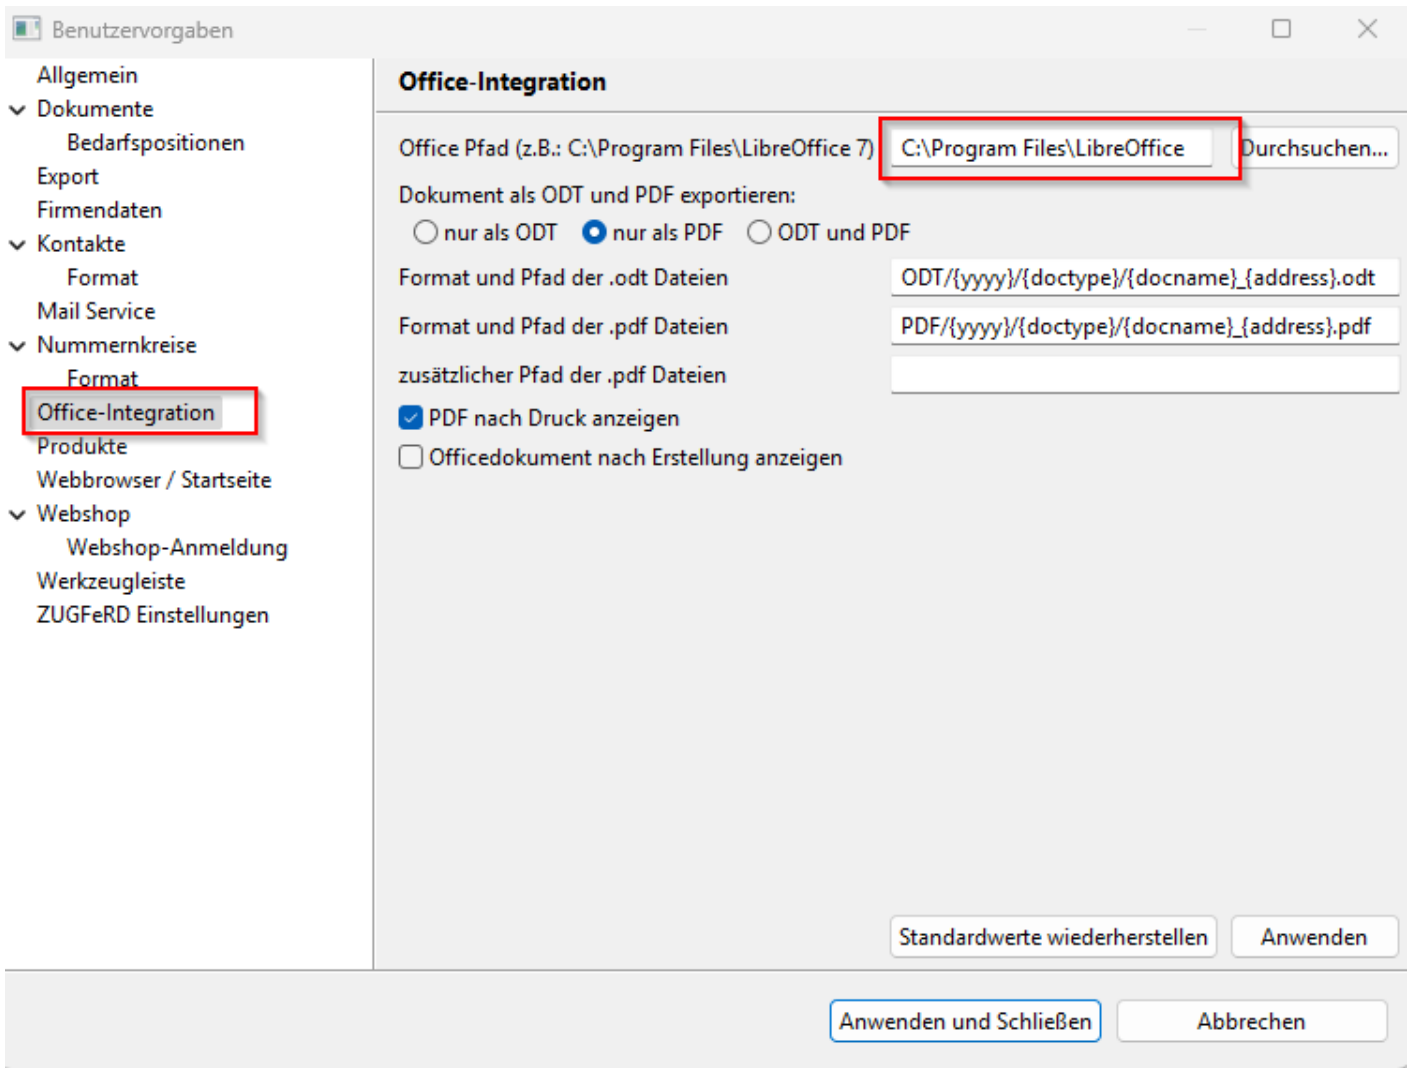 Benutzervorgaben
Allgemein
Dokumente
Bedarfspositionen
Export
Firmendaten
Kontakte
Format
Mail Service
Nummernkreise
Format
Office-Integration
Produkte
Webbrowser / Startseite
Webshop
Webshop-Anmeldung
Werkzeugleiste
ZUGFeRD Einstellungen
Office-Integration
Office Pfad (z.B.: C:\Program Files\LibreOffice 7) C:\Program Files\LibreOffice Durchsuchen...
Dokument als ODT und PDF exportieren:
nur als ODT nur als PDF ODT und PDF
Format und Pfad der .odt Dateien ODT/{yyyy}/{doctype}/{docname}_{address}.odt
Format und Pfad der .pdf Dateien PDF/{yyyy}/{doctype}/{docname}_{address}.pdf
zusätzlicher Pfad der .pdf Dateien
PDF nach Druck anzeigen
Officedokument nach Erstellung anzeigen
Standardwerte wiederherstellen Anwenden
Anwenden und Schließen Abbrechen